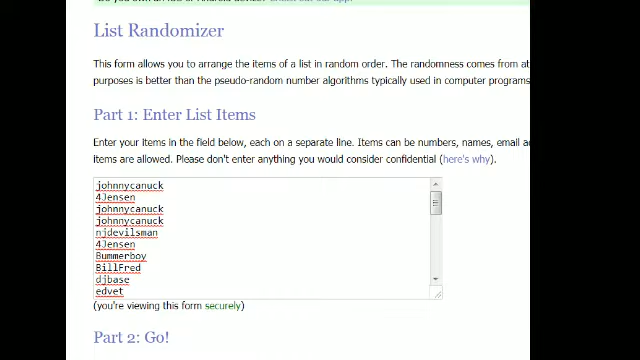 List Randomizer
This form allows you to arrange the items of a list in random order. The randomness comes from
purposes is better than the pseudo-random number algorithms typically used in computer programs
Part 1: Enter List Items
Enter your items in the field below, each on a separate line. Items can be numbers, names, email
items are allowed. Please don't enter anything you would consider confidential (here's why).
johnnycanuck
4Jensen
johnnycanuck
johnnycanuck
njdevilsman
4Jensen
Bummerboy
BillFred
djbase
edvet
(you're viewing this form securely)
Part 2: Go!